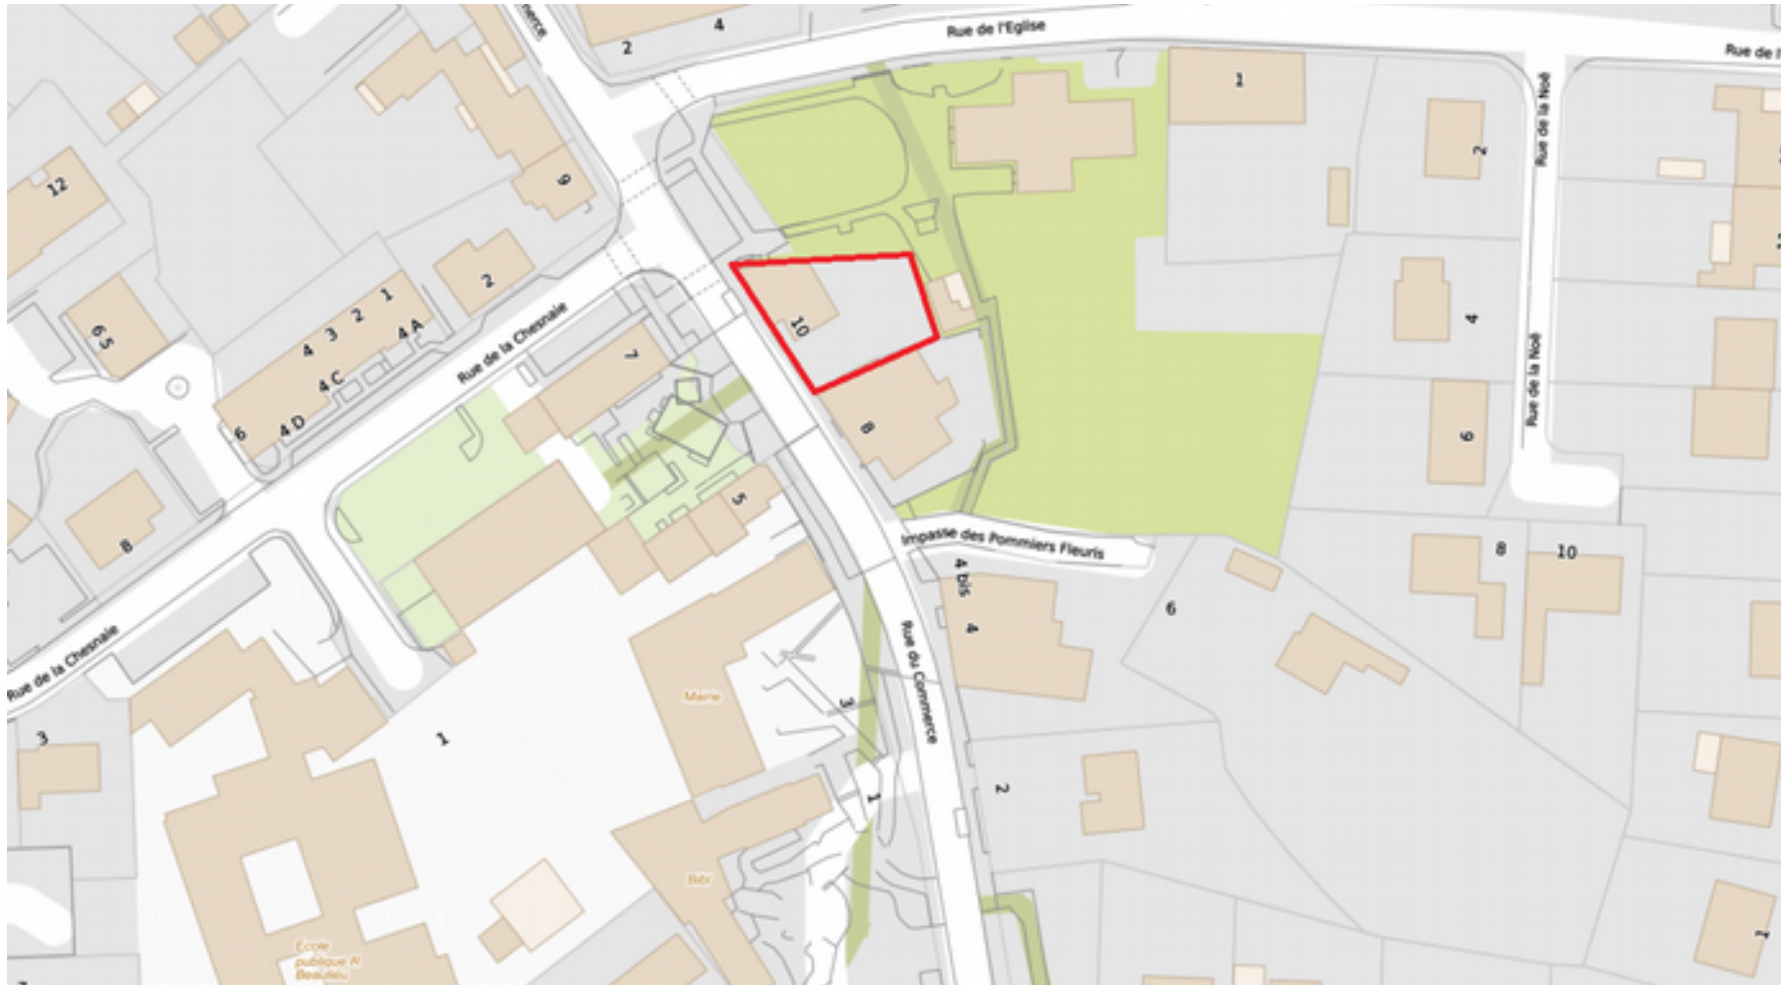 merce
4
2
Rue de l'Eglise
Rue de l'
1
Rue de la Noë
2
12
9
2
1
2
3
4
4 A
6 5
4 C
4 D
6
Rue de la Chesnaie
7
10
4
Rue de la Noë
8
6
5
8
Impasse des Pommiers Fleuris
4 bis
8
10
6
4
Rue du Commerce
Rue de la Chesnaie
Mairie
3
3
1
1
2
Bibl
École
publique R
Beaulieu
1